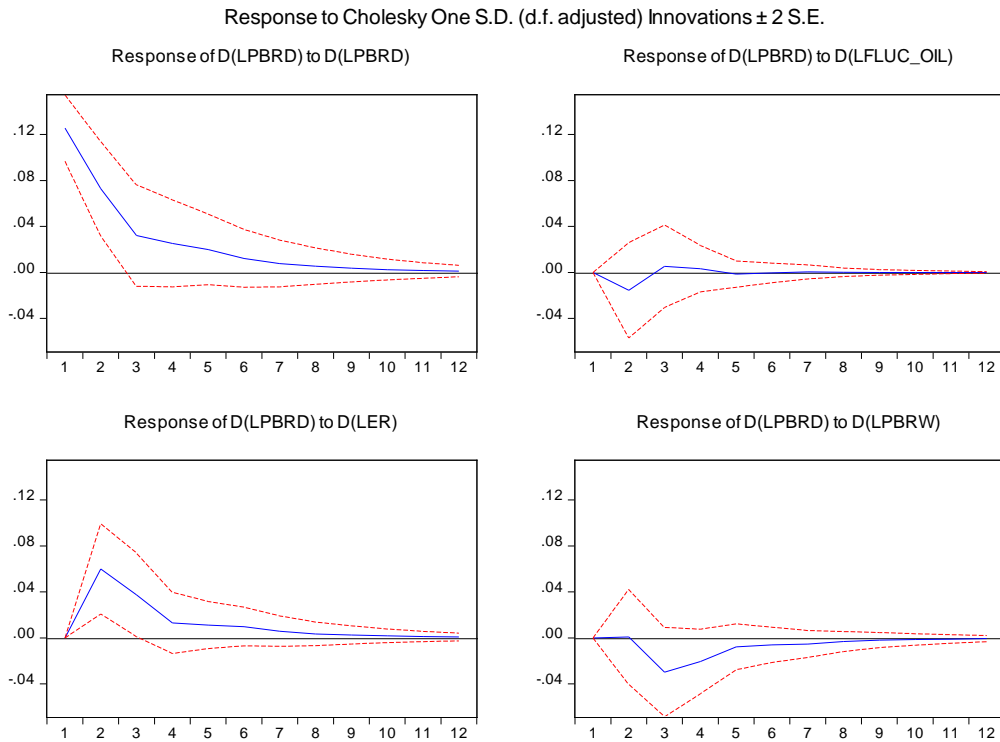 Response to Cholesky One S.D. (d.f. adjusted) Innovations ± 2 S.E.
Response of D(LPBRD) to D(LPBRD)
.12
.08
.04
.00
-.04
1 2 3 4 5 6 7 8 9 10 11 12
Response of D(LPBRD) to D(LFLUC_OIL)
.12
.08
.04
.00
-.04
1 2 3 4 5 6 7 8 9 10 11 12
Response of D(LPBRD) to D(LER)
.12
.08
.04
.00
-.04
1 2 3 4 5 6 7 8 9 10 11 12
Response of D(LPBRD) to D(LPBRW)
.12
.08
.04
.00
-.04
1 2 3 4 5 6 7 8 9 10 11 12